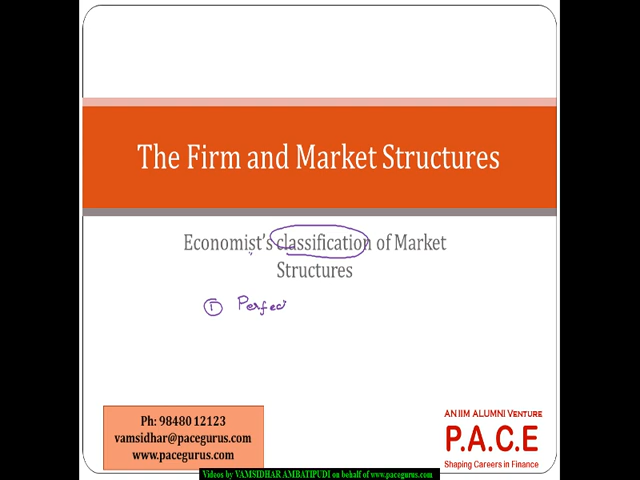 The Firm and Market Structures
Economist's classification of Market
Structures
① Perfec
Ph: 98480 12123
vamsidhar@pacegurus.com
www.pacegurus.com
AN IIM ALUMNI VENTURE
P.A.C.E
Shaping Careers in Finance
Videos by VAMSIDHAR AMBATIPUDI on behalf of www.pacegurus.com